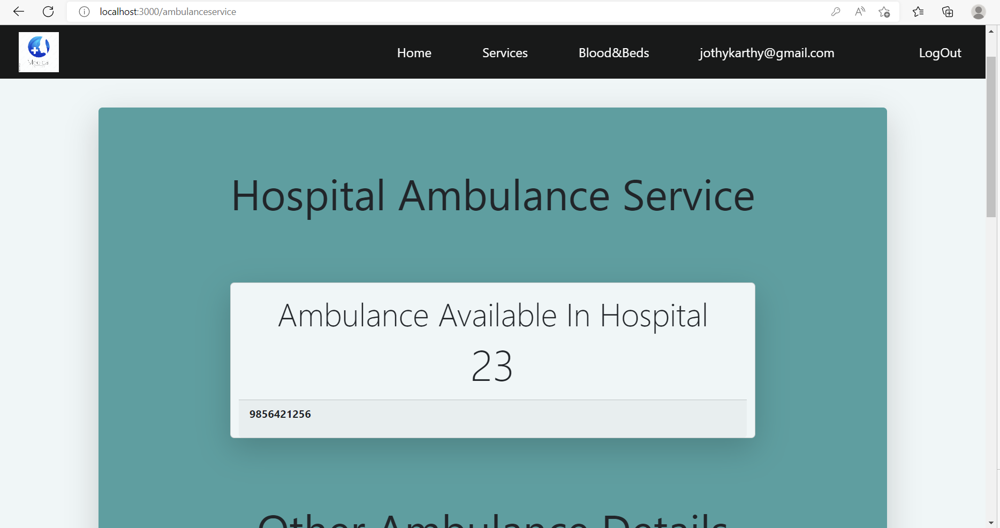 localhost:3000/ambulanceservice
Medical
Home Services Blood&Beds jothykarthy@gmail.com LogOut
Hospital Ambulance Service
Ambulance Available In Hospital
23
9856421256
Other Ambulance Details